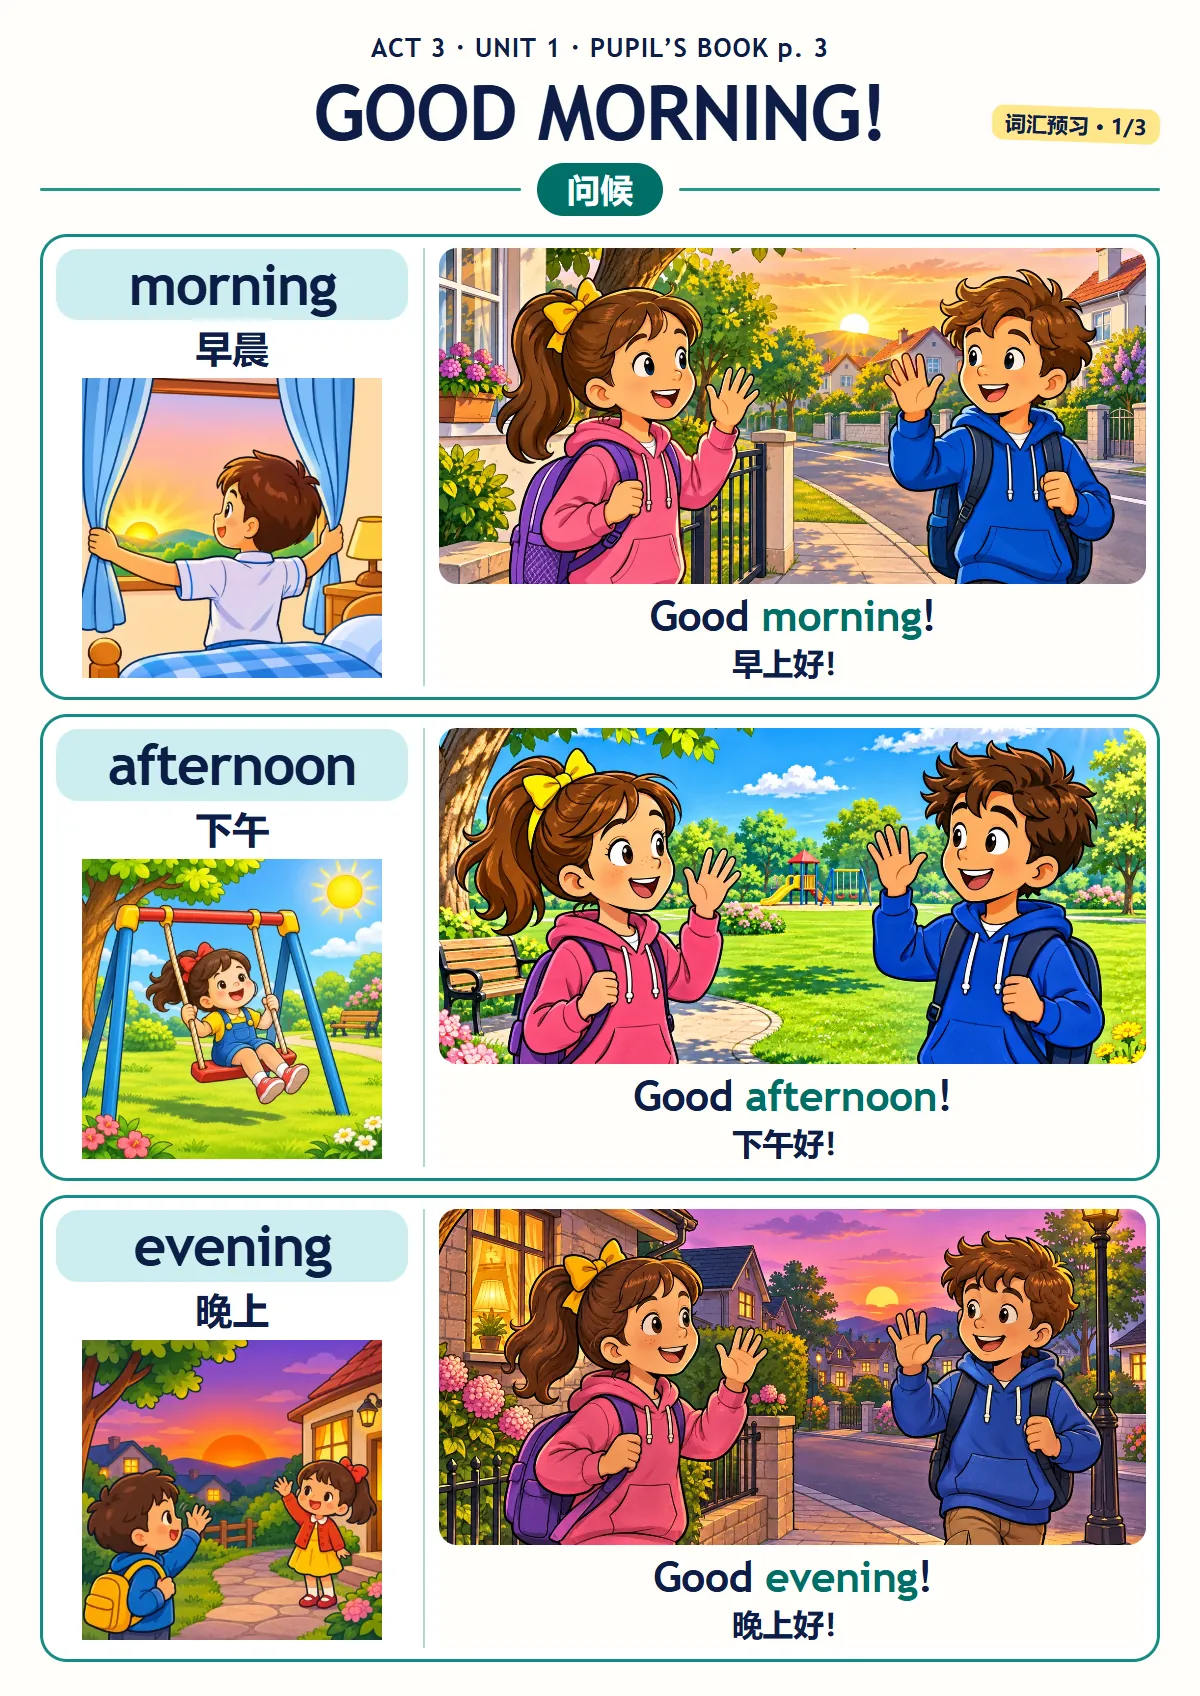 ACT 3 · UNIT 1 · PUPIL’S BOOK p. 3
GOOD MORNING!
词汇预习 • 1/3
问候
morning
早晨
Good morning!
早上好!
afternoon
下午
Good afternoon!
下午好!
evening
晚上
Good evening!
晚上好!